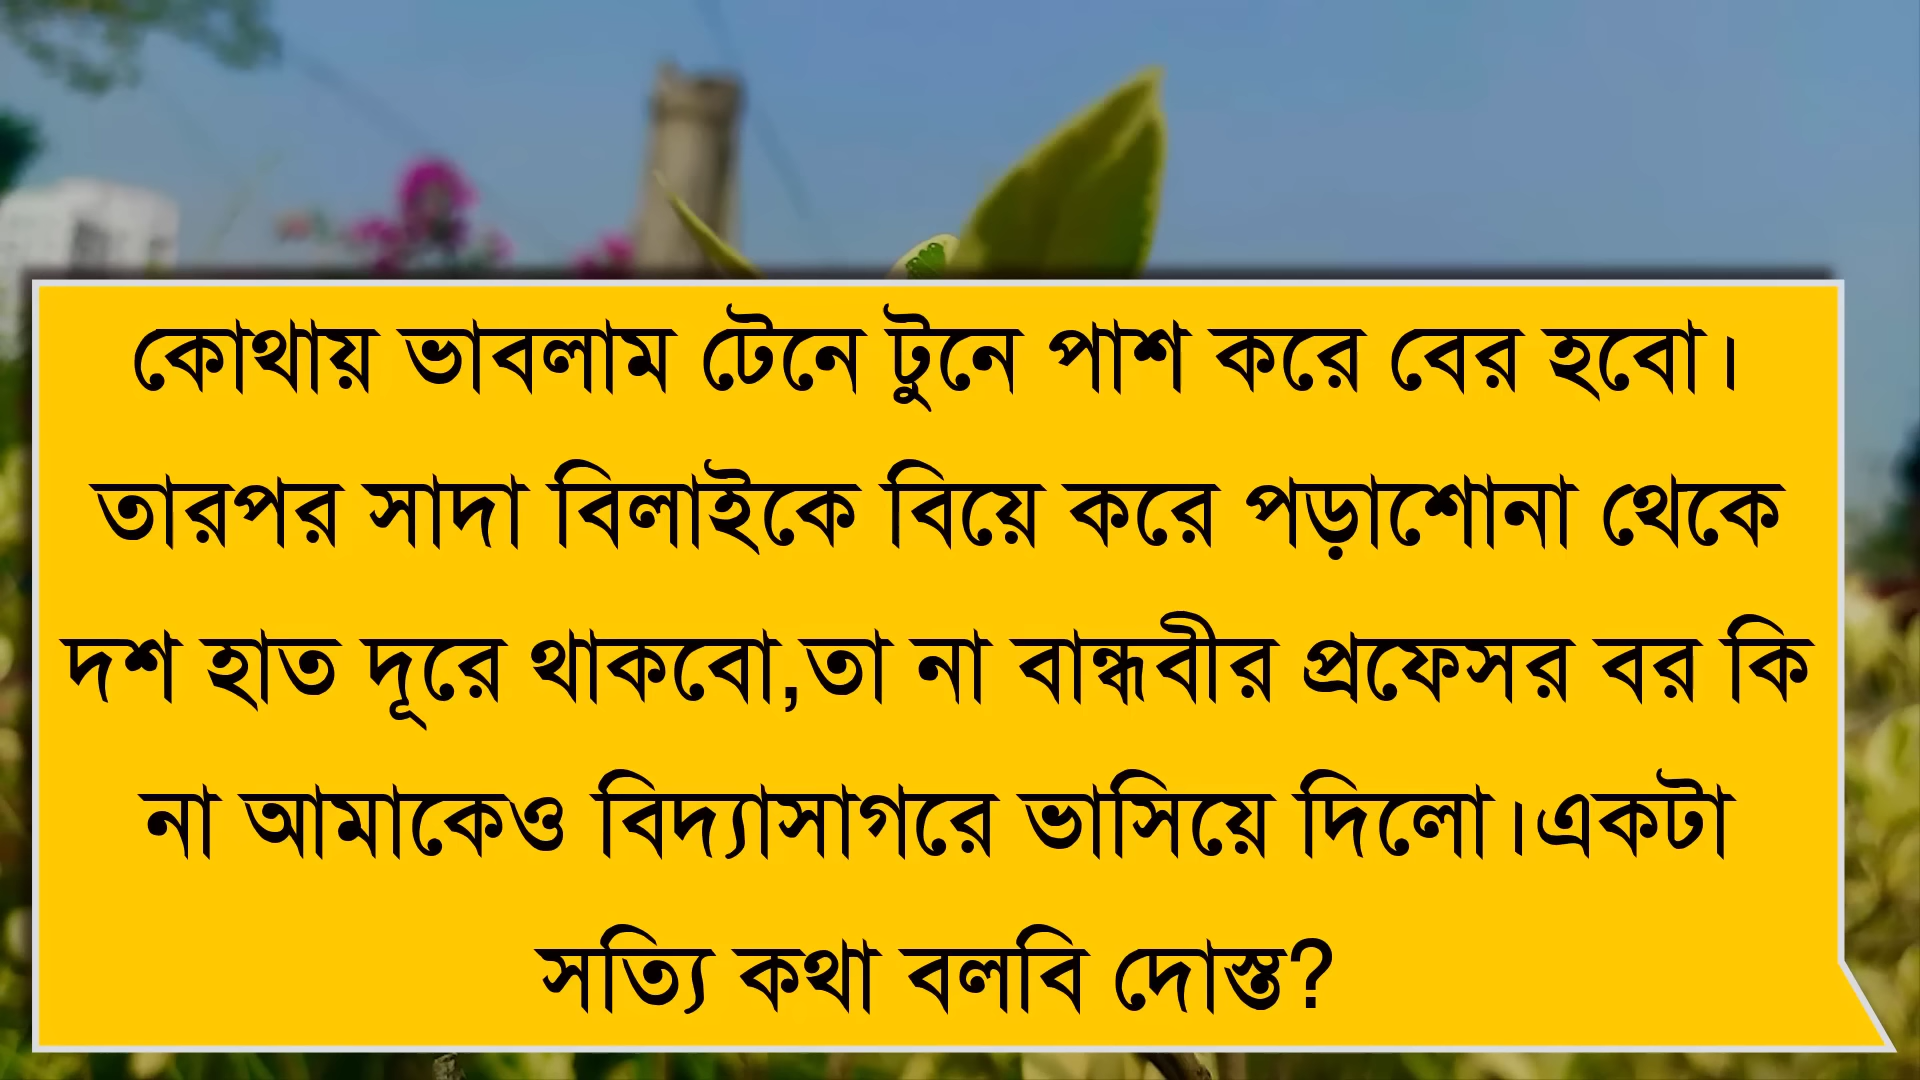 কোথায় ভাবলাম টেনে টুনে পাশ করে বের হবো।
তারপর সাদা বিলাইকে বিয়ে করে পড়াশোনা থেকে
দশ হাত দূরে থাকবো,তা না বান্ধবীর প্রফেসর বর কি
না আমাকেও বিদ্যাসাগরে ভাসিয়ে দিলো।একটা
সত্যি কথা বলবি দোস্ত?